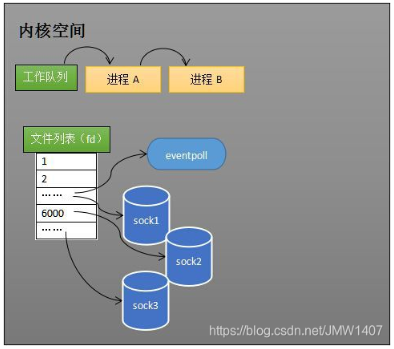 内核空间
工作队列
进程 A
进程 B
文件列表（fd）
1
2
……
6000
……
eventpoll
sock1
sock2
sock3
https://blog.csdn.net/JMW1407